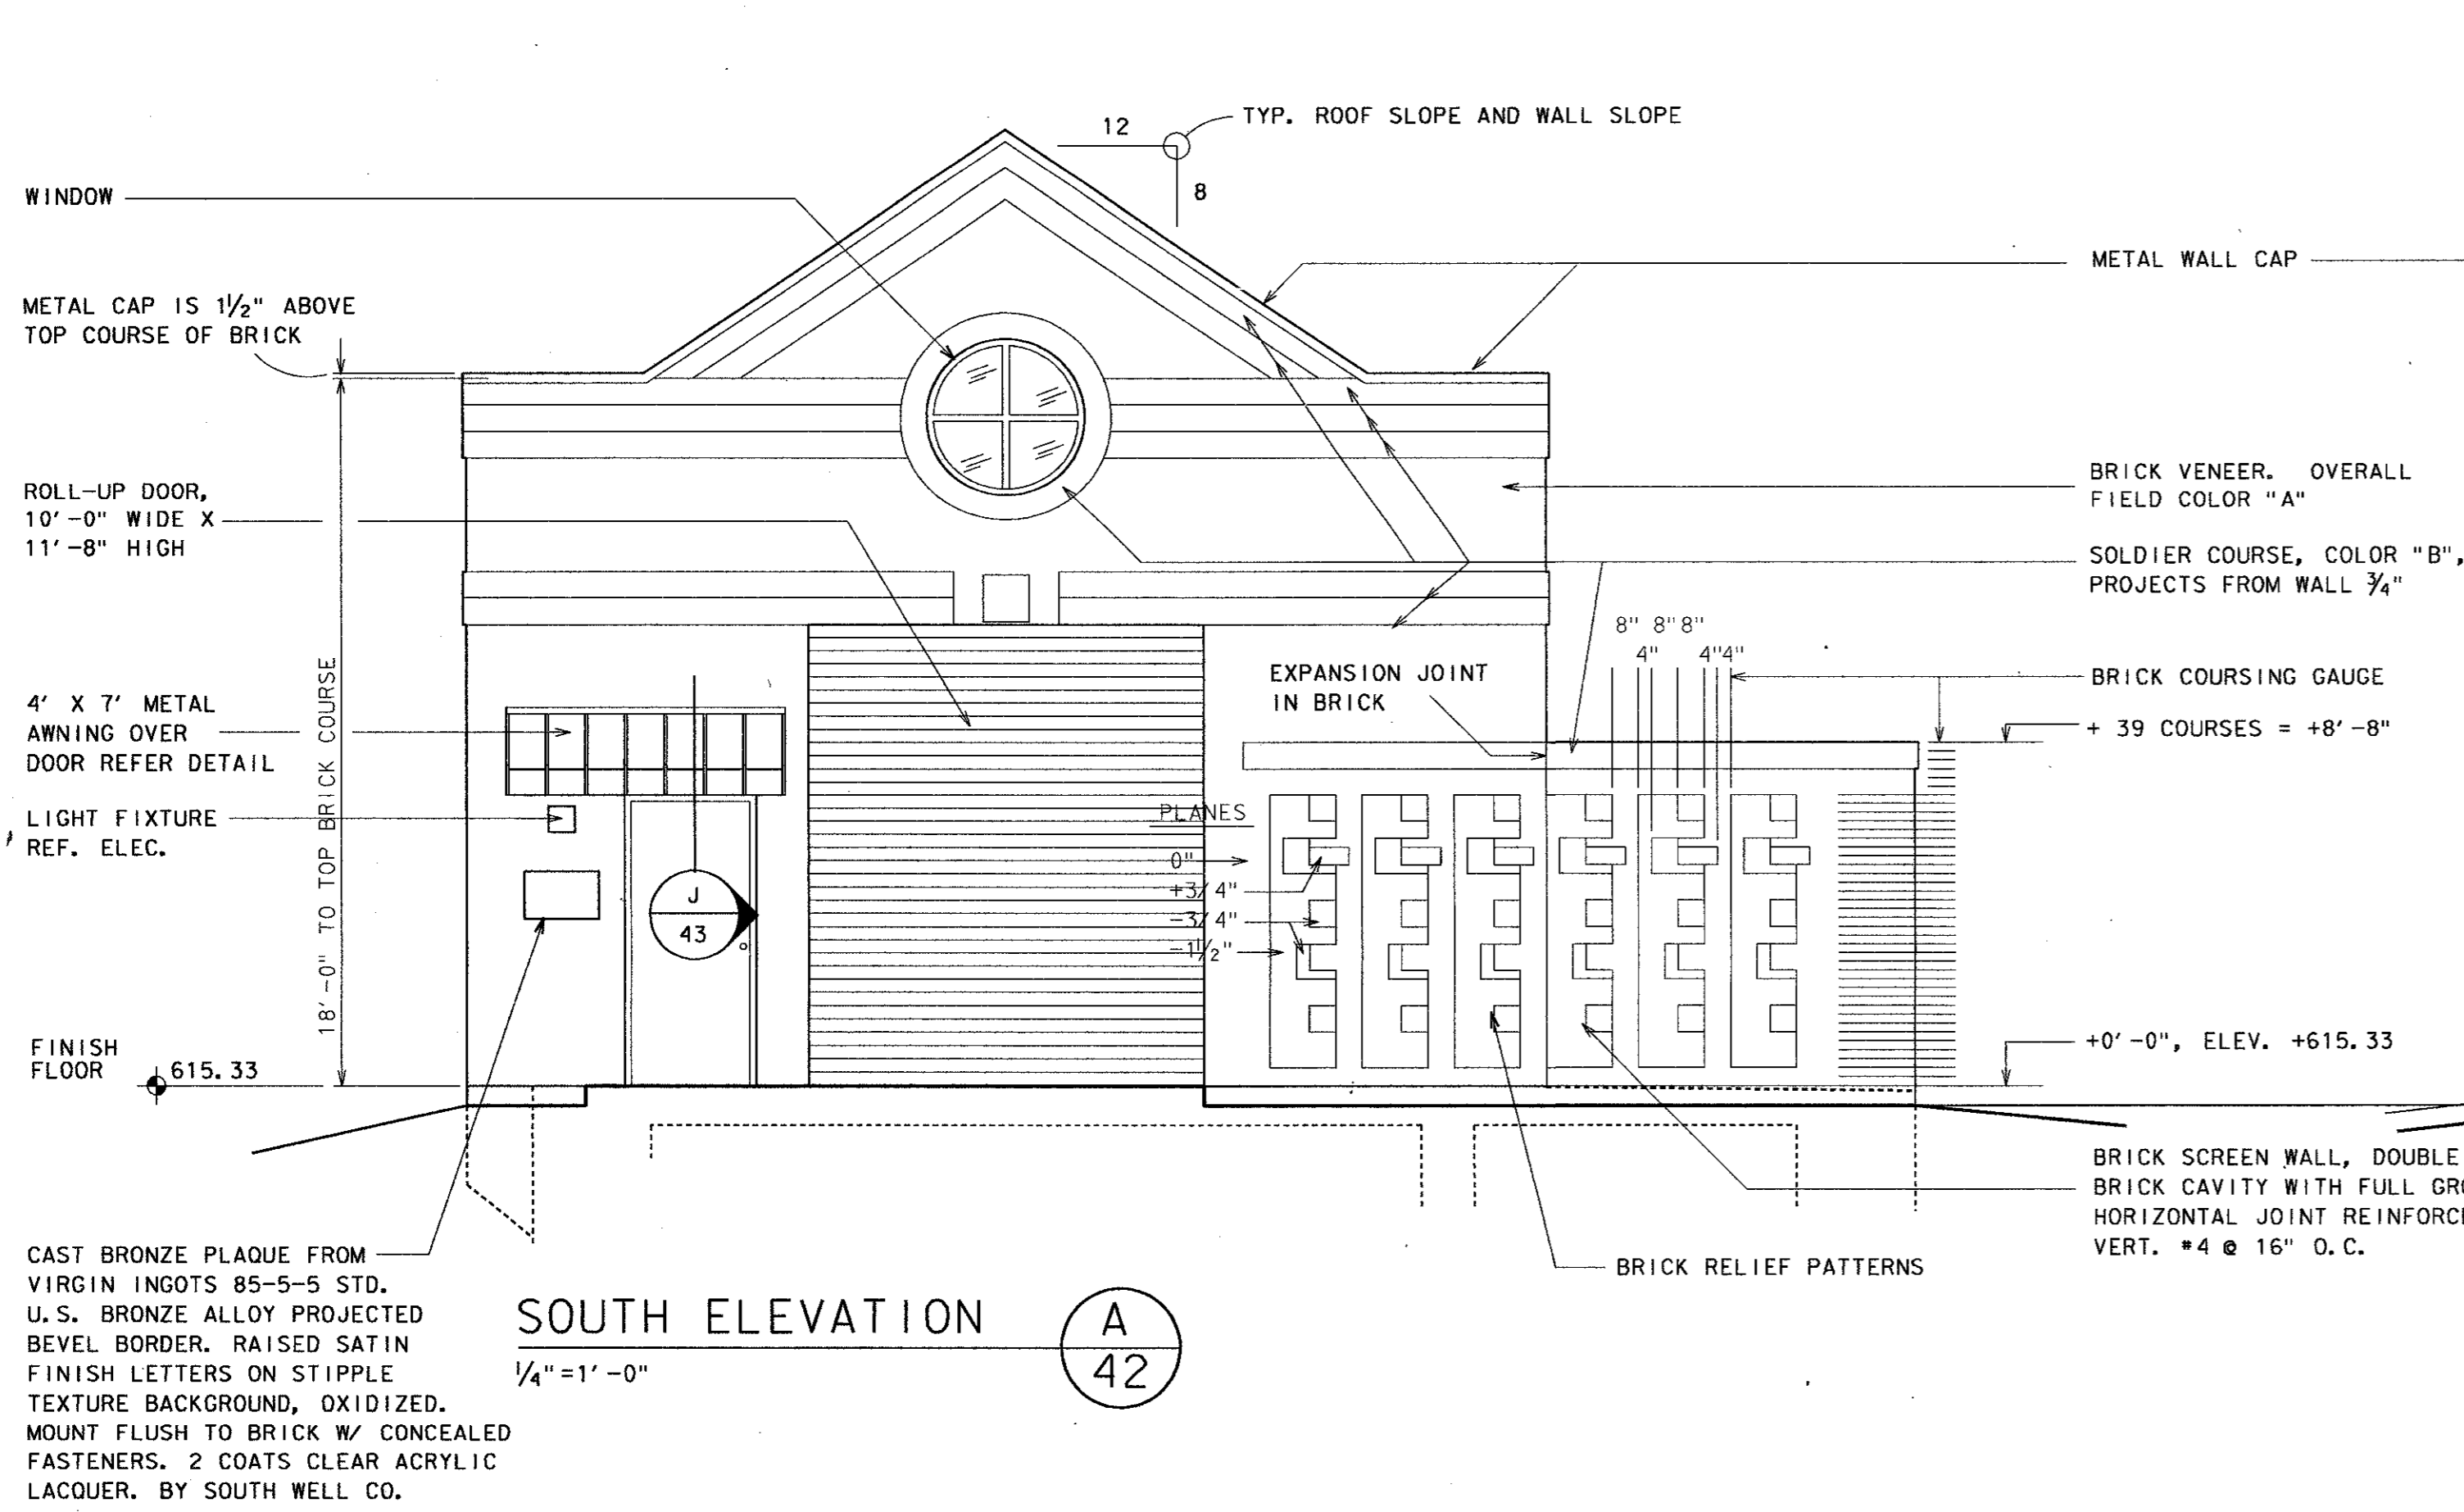 12
TYP. ROOF SLOPE AND WALL SLOPE
8
WINDOW
METAL WALL CAP
METAL CAP IS 1½" ABOVE
TOP COURSE OF BRICK
ROLL-UP DOOR,
10'-0" WIDE X
11'-8" HIGH
BRICK VENEER. OVERALL
FIELD COLOR "A"
SOLDIER COURSE, COLOR "B",
PROJECTS FROM WALL ¾"
8" 8" 8"
4" 4" 4"
EXPANSION JOINT
IN BRICK
BRICK COURSING GAUGE
+ 39 COURSES = +8'-8"
4' X 7' METAL
AWNING OVER
DOOR REFER DETAIL
18'-0" TO TOP BRICK COURSE
LIGHT FIXTURE
REF. ELEC.
PLANES
0"
+3/4"
-3/4"
-1½"
J
43
FINISH
FLOOR
615.33
+0'-0", ELEV. +615.33
BRICK SCREEN WALL, DOUBLE
BRICK CAVITY WITH FULL
HORIZONTAL JOINT
VERT. #4 @ 16" O.C.
BRICK RELIEF PATTERNS
CAST BRONZE PLAQUE FROM
VIRGIN INGOTS 85-5-5 STD.
U.S. BRONZE ALLOY PROJECTED
BEVEL BORDER. RAISED SATIN
FINISH LETTERS ON STIPPLE
TEXTURE BACKGROUND, OXIDIZED.
MOUNT FLUSH TO BRICK W/ CONCEALED
FASTENERS. 2 COATS CLEAR ACRYLIC
LACQUER. BY SOUTH WELL CO.
SOUTH ELEVATION
¼"=1'-0"
A
42